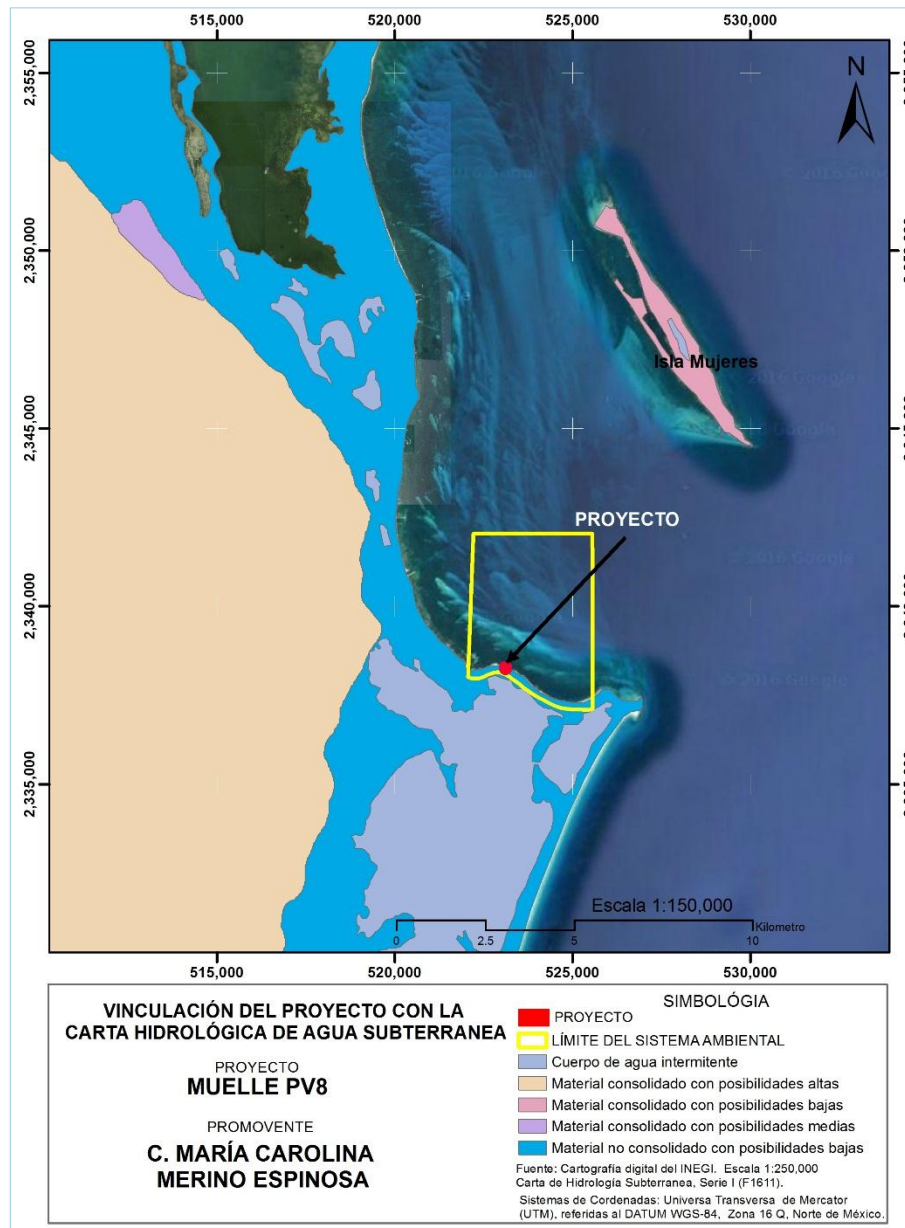 515,000 520,000 525,000 530,000
2,355,000
2,350,000
2,345,000
2,340,000
2,335,000
N
Isla Mujeres
PROYECTO
Escala 1:150,000
Kilometro
0 2.5 5 10
515,000 520,000 525,000 530,000
VINCULACIÓN DEL PROYECTO CON LA
CARTA HIDROLÓGICA DE AGUA SUBTERRANEA
PROYECTO
MUELLE PV8
PROMOVENTE
C. MARÍA CAROLINA
MERINO ESPINOSA
SIMBOLÓGIA
PROYECTO
LÍMITE DEL SISTEMA AMBIENTAL
Cuerpo de agua intermitente
Material consolidado con posibilidades altas
Material consolidado con posibilidades bajas
Material consolidado con posibilidades medias
Material no consolidado con posibilidades bajas
Fuente: Cartografía digital del INEGI. Escala 1:250,000
Carta de Hidrología Subterranea, Serie I (F1611).
Sistemas de Cordenadas: Universa Transversa de Mercator
(UTM), referidas al DATUM WGS-84, Zona 16 Q, Norte de México.